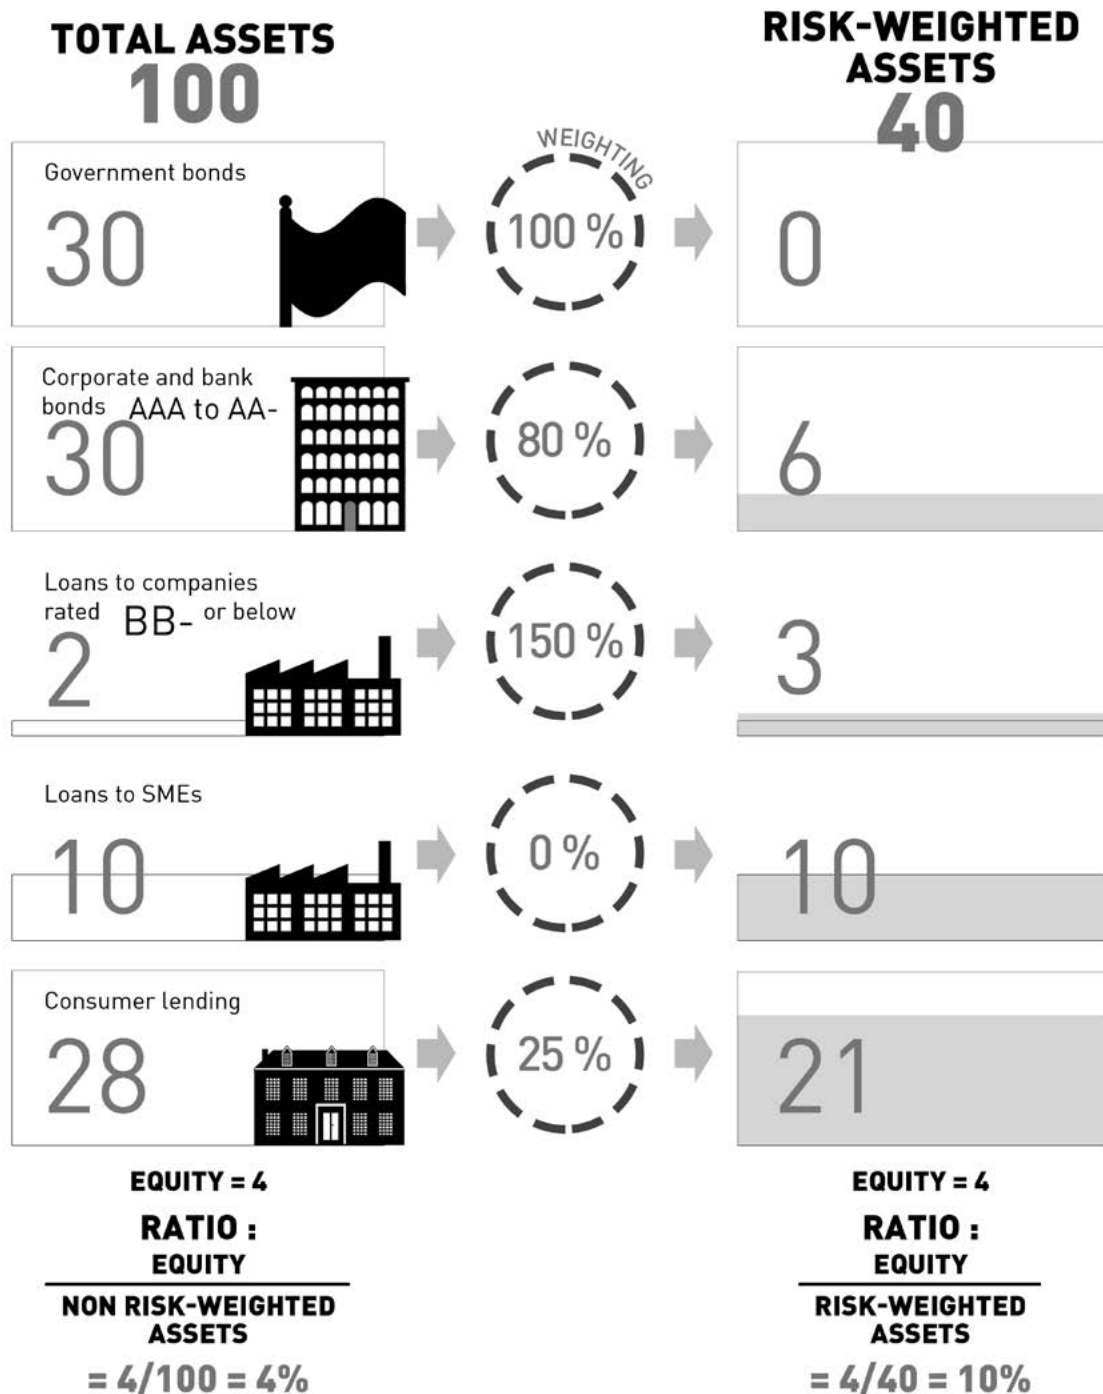 TOTAL ASSETS
100
RISK-WEIGHTED
ASSETS
40
WEIGHTING
Government bonds
30
100 %
0
Corporate and bank
bonds AAA to AA-
30
80 %
6
Loans to companies
rated BB- or below
2
150 %
3
Loans to SMEs
10
0 %
10
Consumer lending
28
25 %
21
EQUITY = 4
RATIO :
EQUITY
NON RISK-WEIGHTED
ASSETS
= 4/100 = 4%
EQUITY = 4
RATIO :
EQUITY
RISK-WEIGHTED
ASSETS
= 4/40 = 10%